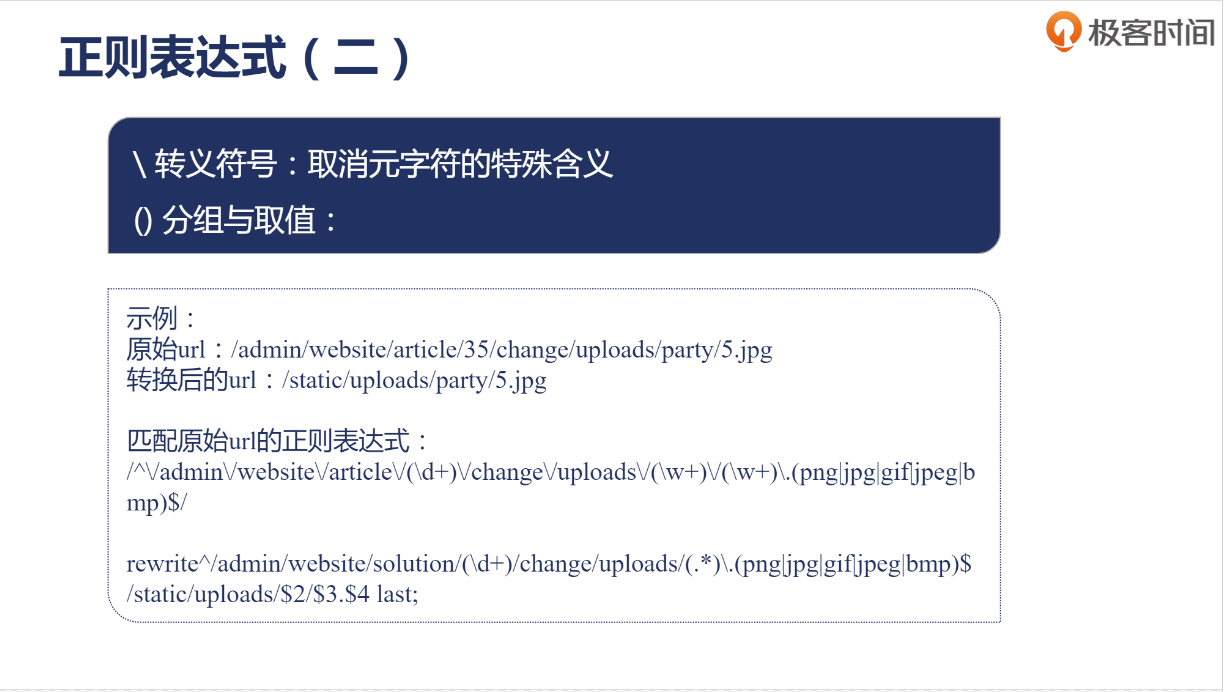 极客时间
正则表达式（二）
\ 转义符号：取消元字符的特殊含义
() 分组与取值：
示例：
原始url：/admin/website/article/35/change/uploads/party/5.jpg
转换后的url：/static/uploads/party/5.jpg
匹配原始url的正则表达式：
/^\/admin\/website\/article\/(\d+)\/change\/uploads\/(\w+)\/(\w+)\.(png|jpg|gif|jpeg|b
mp)$/
rewrite^/admin/website/solution/(\d+)/change/uploads/(.*)\.(png|jpg|gif|jpeg|bmp)$
/static/uploads/$2/$3.$4 last;